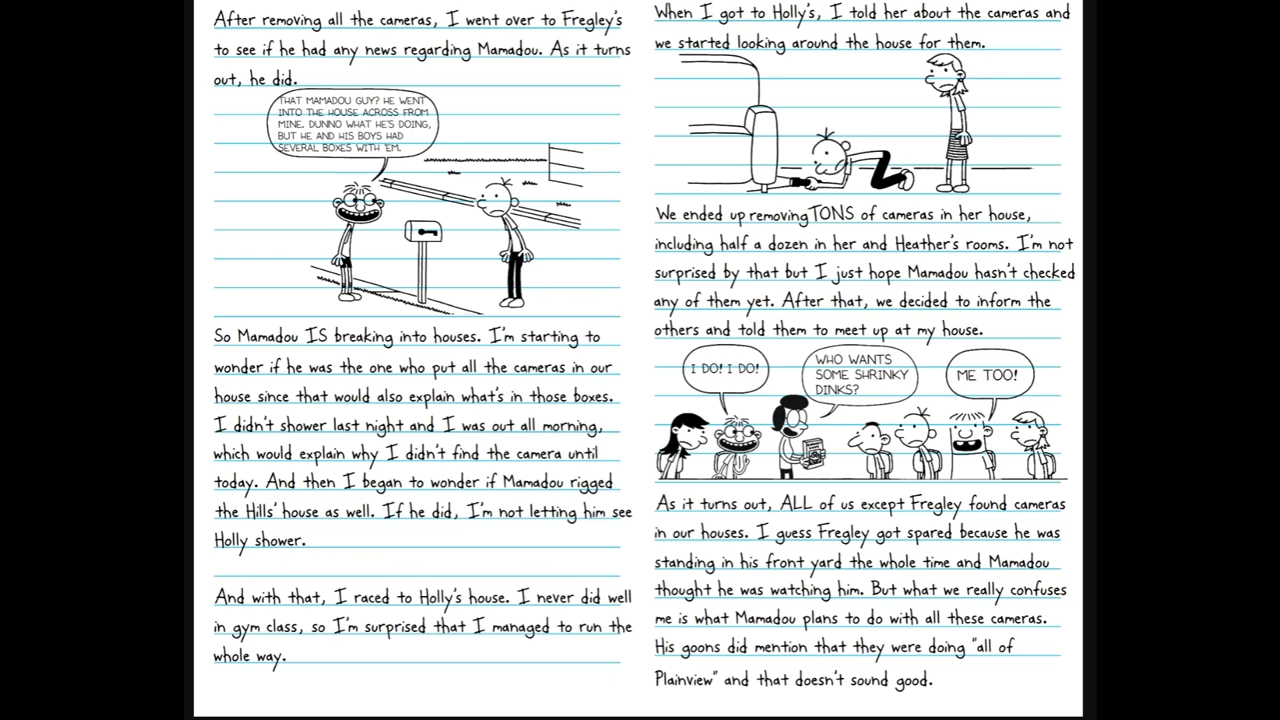 After removing all the cameras, I went over to Fregley's
to see if he had any news regarding Mamadou. As it turns
out, he did.
THAT MAMADOU GUY? HE WENT
INTO THE HOUSE ACROSS FROM
MINE. DUNNO WHAT HE'S DOING,
BUT HE AND HIS BOYS HAD
SEVERAL BOXES WITH 'EM.
So Mamadou IS breaking into houses. I'm starting to
wonder if he was the one who put all the cameras in our
house since that would also explain what's in those boxes.
I didn't shower last night and I was out all morning,
which would explain why I didn't find the camera until
today. And then I began to wonder if Mamadou rigged
the Hills' house as well. If he did, I'm not letting him see
Holly shower.
And with that, I raced to Holly's house. I never did well
in gym class, so I'm surprised that I managed to run the
whole way.
When I got to Holly's, I told her about the cameras and
we started looking around the house for them.
We ended up removing TONS of cameras in her house,
including half a dozen in her and Heather's rooms. I'm not
surprised by that but I just hope Mamadou hasn't checked
any of them yet. After that, we decided to inform the
others and told them to meet up at my house.
I DO! I DO!
WHO WANTS
SOME SHRINKY
DINKS?
ME TOO!
As it turns out, ALL of us except Fregley found cameras
in our houses. I guess Fregley got spared because he was
standing in his front yard the whole time and Mamadou
thought he was watching him. But what we really confuses
me is what Mamadou plans to do with all these cameras.
His goons did mention that they were doing "all of
Plainview" and that doesn't sound good.